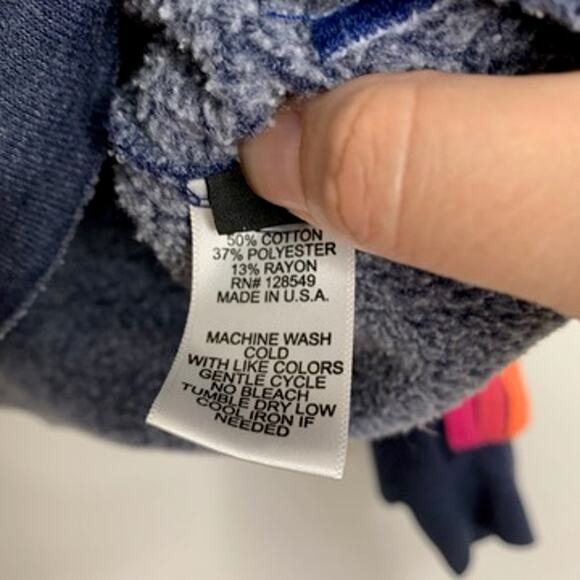 50% COTTON
37% POLYESTER
13% RAYON
RN# 128549
MADE IN U.S.A.
MACHINE WASH
COLD
WITH LIKE COLORS
GENTLE CYCLE
NO BLEACH
TUMBLE DRY LOW
COOL IRON IF
NEEDED